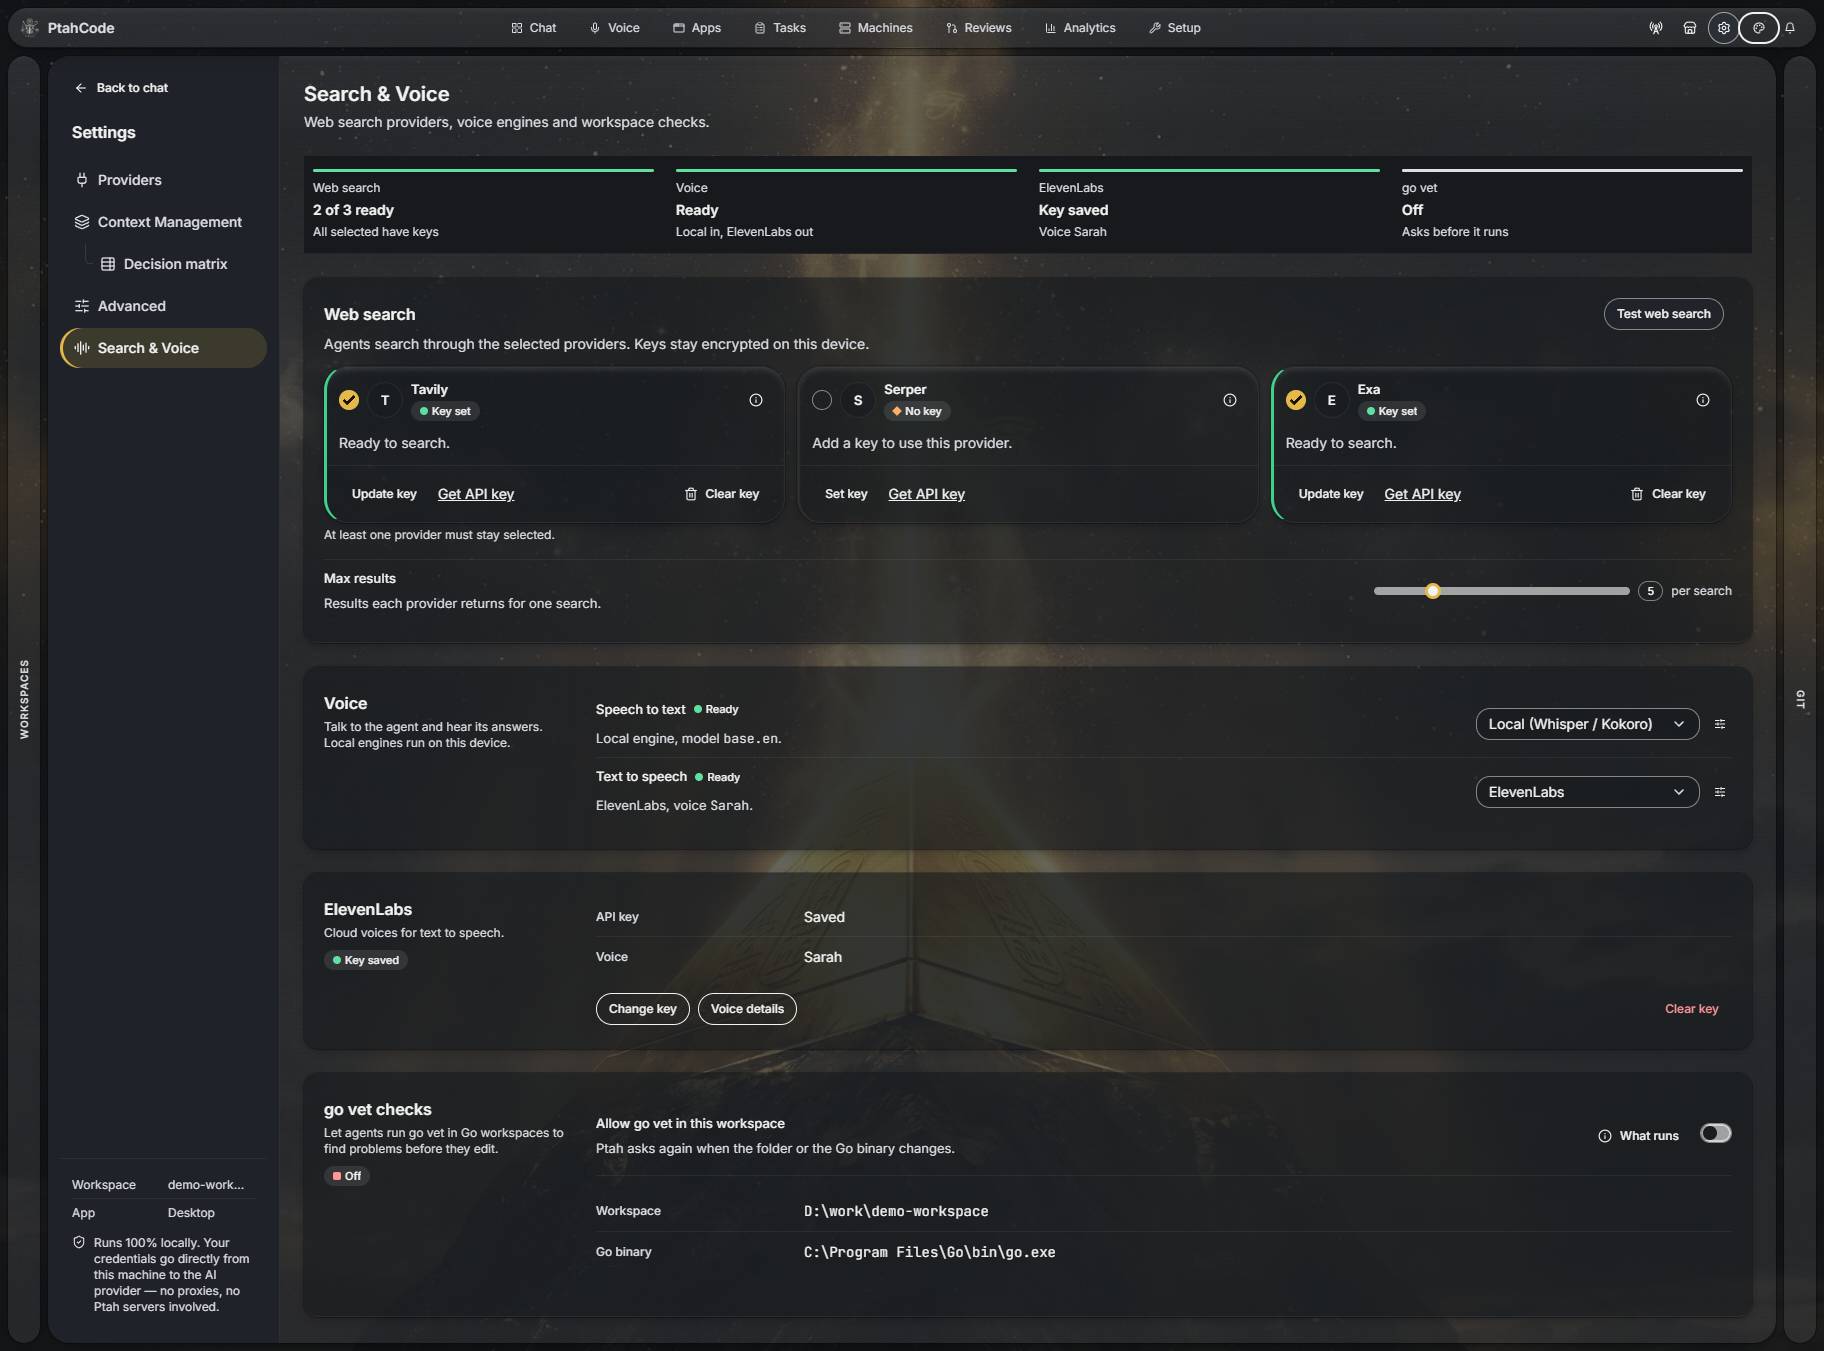 PtahCode
Chat
Voice
Apps
Tasks
Machines
Reviews
Analytics
Setup
WORKSPACES
Back to chat
Settings
Providers
Context Management
Decision matrix
Advanced
Search & Voice
Workspace demo-work...
App Desktop
Runs 100% locally. Your
credentials go directly from
this machine to the AI
provider — no proxies, no
Ptah servers involved.
Search & Voice
Web search providers, voice engines and workspace checks.
Web search
2 of 3 ready
All selected have keys
Voice
Ready
Local in, ElevenLabs out
ElevenLabs
Key saved
Voice Sarah
go vet
Off
Asks before it runs
Web search
Test web search
Agents search through the selected providers. Keys stay encrypted on this device.
T
Tavily
Key set
Ready to search.
Update key
Get API key
Clear key
S
Serper
No key
Add a key to use this provider.
Set key
Get API key
E
Exa
Key set
Ready to search.
Update key
Get API key
Clear key
At least one provider must stay selected.
Max results
Results each provider returns for one search.
5 per search
Voice
Talk to the agent and hear its answers.
Local engines run on this device.
Speech to text Ready
Local engine, model base.en.
Local (Whisper / Kokoro)
Text to speech Ready
ElevenLabs, voice Sarah.
ElevenLabs
ElevenLabs
Cloud voices for text to speech.
Key saved
API key Saved
Voice Sarah
Change key
Voice details
Clear key
go vet checks
Let agents run go vet in Go workspaces to
find problems before they edit.
Off
Allow go vet in this workspace
Ptah asks again when the folder or the Go binary changes.
What runs
Workspace D:\work\demo-workspace
Go binary C:\Program Files\Go\bin\go.exe
GIT